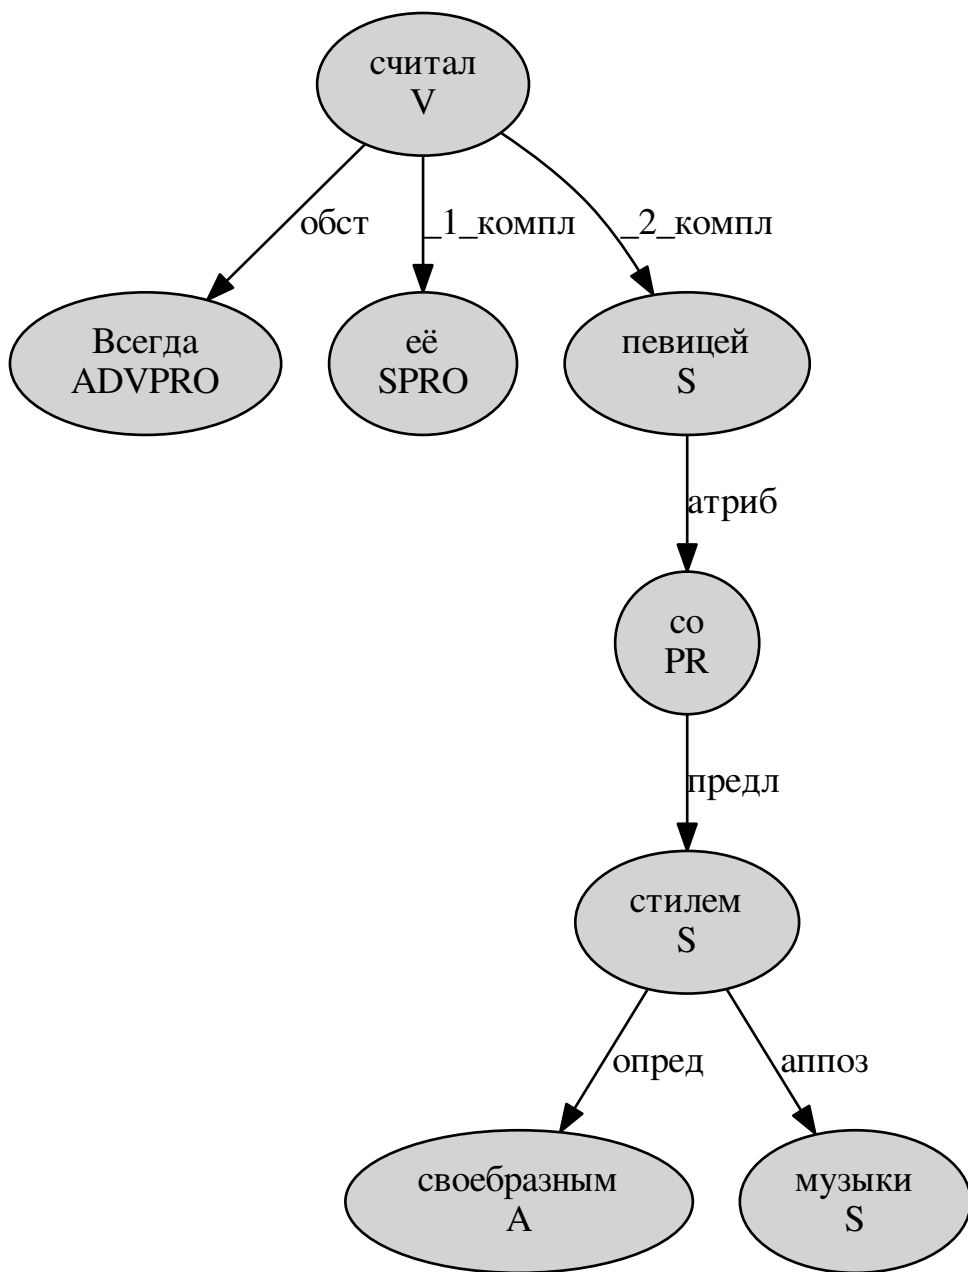 считал
V
обст
_1_компл
_2_компл
Всегда
ADVPRO
её
SPRO
певицей
S
атриб
со
PR
предл
стилем
S
опред
аппоз
своебразным
A
музыки
S